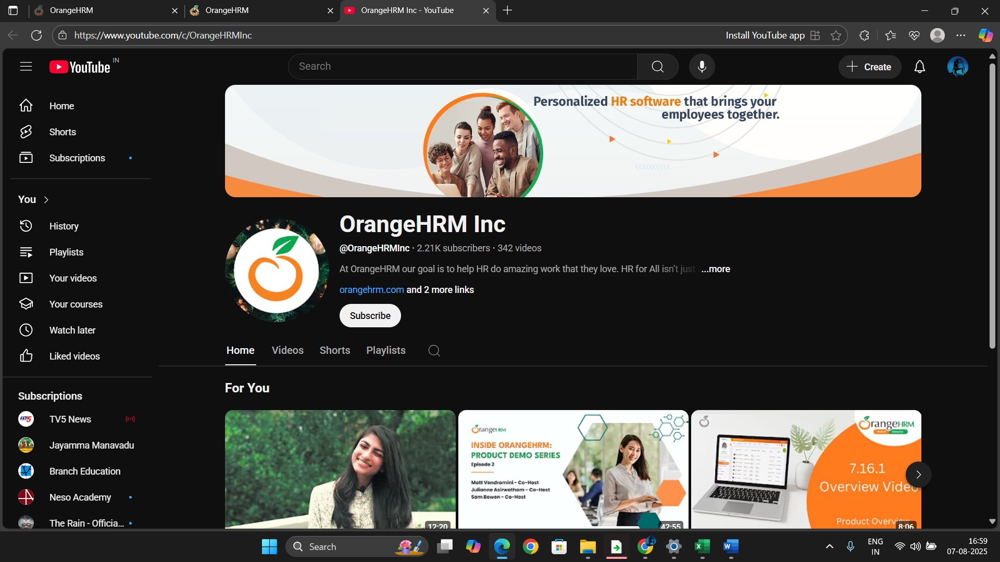 OrangeHRM
OrangeHRM
OrangeHRM Inc - YouTube
https://www.youtube.com/c/OrangeHRMInc
Install YouTube app
YouTube IN
Search
Create
Home
Shorts
Subscriptions
You
History
Playlists
Your videos
Your courses
Watch later
Liked videos
Subscriptions
TV5 News
Jayamma Manavadu
Branch Education
Neso Academy
The Rain - Officia...
Personalized HR software that brings your
employees together.
OrangeHRM Inc
@OrangeHRMInc · 2.21K subscribers · 342 videos
At OrangeHRM our goal is to help HR do amazing work that they love. HR for All isn't just ...more
orangehrm.com and 2 more links
Subscribe
Home
Videos
Shorts
Playlists
For You
12:20
OrangeHRM
INSIDE ORANGEHRM:
PRODUCT DEMO SERIES
Episode 2
Matt Vendramini - Co-Host
Julianne Asirwatham - Co-Host
Sam Bowen - Co-Host
42:55
OrangeHRM
7.16.1
Overview Video
Product Overview
8:06
Search
ENG
IN
16:59
07-08-2025